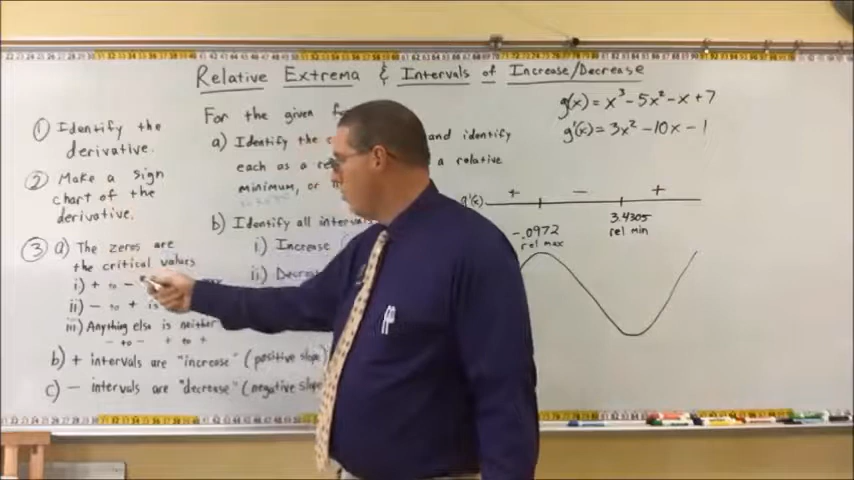 Relative Extrema & Intervals of Increase/Decrease
① Identify the
derivative.
② Make a sign
chart of the
derivative.
③ a) The zeros are
the critical values
i) + to -
ii) - to + is
iii) Anything else is neither
- to - + to +
b) + intervals are "increase" (positive slope)
c) - intervals are "decrease" (negative slope
For the given
a) Identify the
and identify
each as a
a relative
minimum, or
b) Identify all intervals
i) Increase
ii)
g(x) = x³ - 5x² - x + 7
g'(x) = 3x² - 10x - 1
g'(x) + - +
-.0972 3.4305
rel max rel min